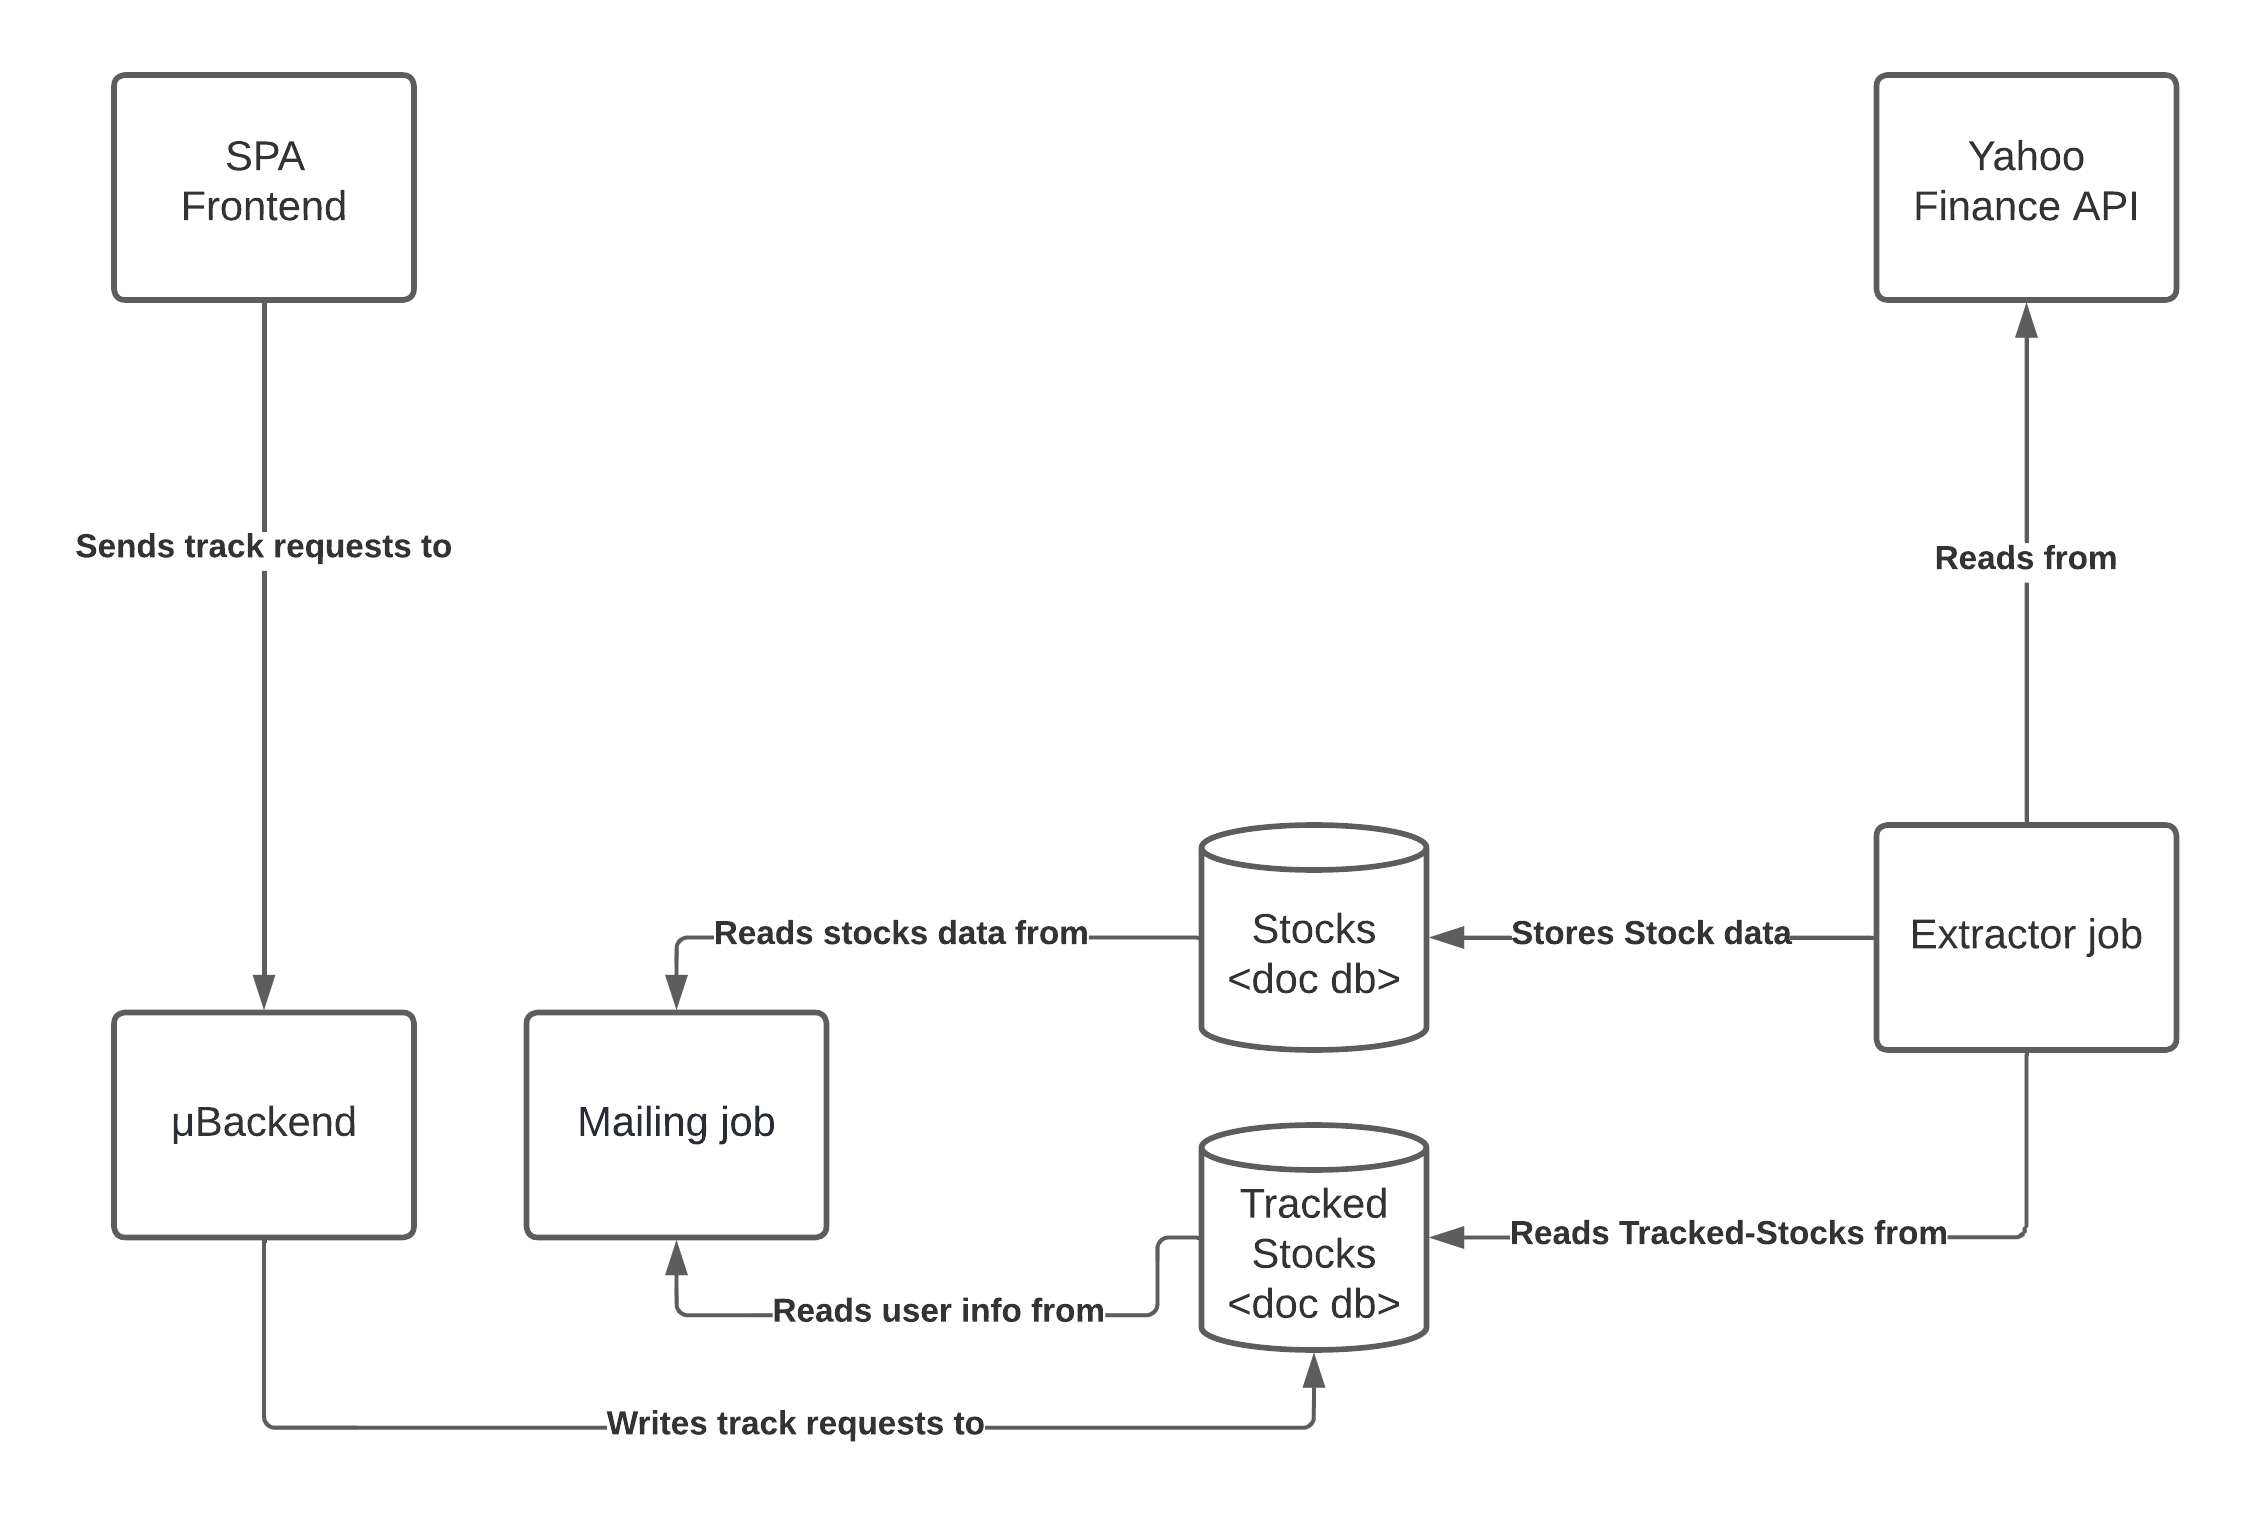 SPA
Frontend
Yahoo
Finance API
Sends track requests to
Reads from
Reads stocks data from
Stocks
<doc db>
Stores Stock data
Extractor job
µBackend
Mailing job
Tracked
Stocks
<doc db>
Reads Tracked-Stocks from
Reads user info from
Writes track requests to